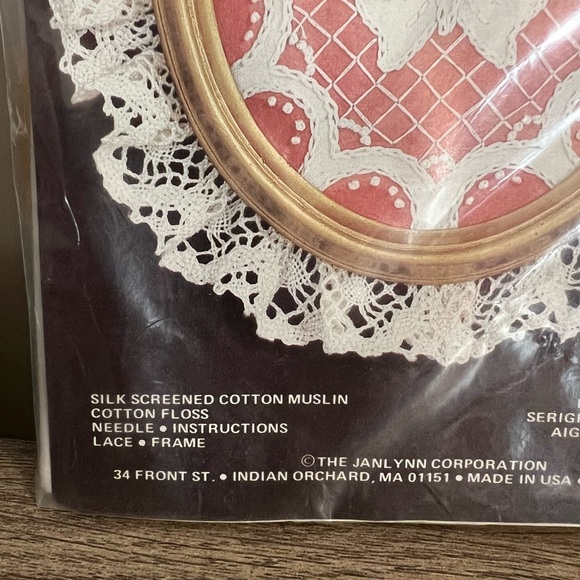 SILK SCREENED COTTON MUSLIN
COTTON FLOSS
NEEDLE • INSTRUCTIONS
LACE • FRAME
© THE JANLYNN CORPORATION
34 FRONT ST. • INDIAN ORCHARD, MA 01151 • MADE IN USA •